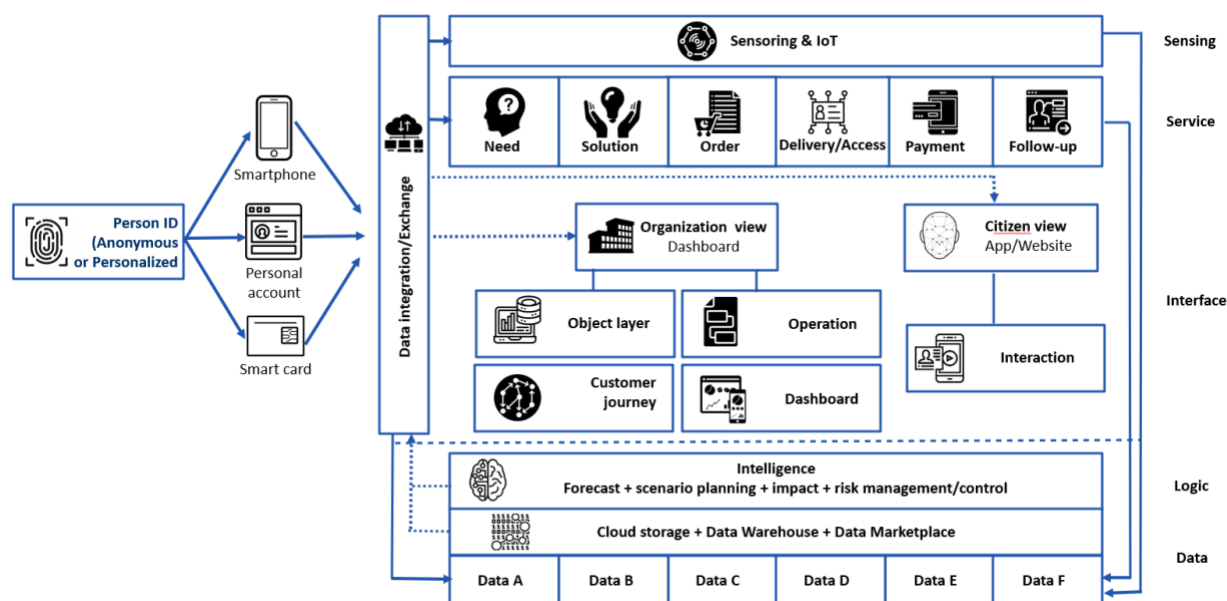 Sensoring & IoT
Sensing
Need
Solution
Order
Delivery/Access
Payment
Follow-up
Service
Smartphone
Person ID
(Anonymous
or Personalized
Personal
account
Smart card
Data integration/Exchange
Organization view
Dashboard
Citizen view
App/Website
Object layer
Operation
Interaction
Interface
Customer
journey
Dashboard
Intelligence
Forecast + scenario planning + impact + risk management/control
Logic
Cloud storage + Data Warehouse + Data Marketplace
Data
Data A
Data B
Data C
Data D
Data E
Data F